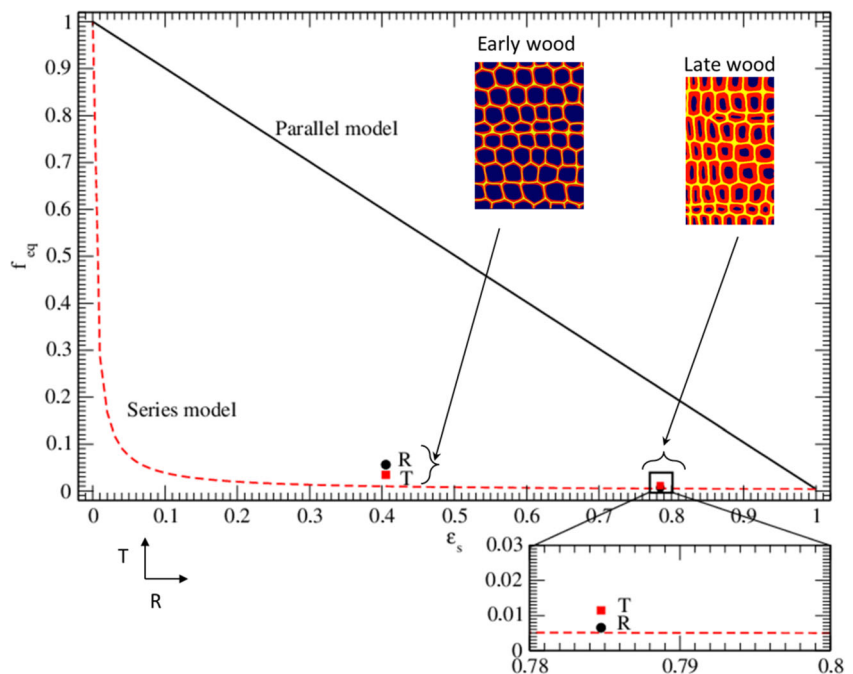 Early wood
Late wood
Parallel model
Series model
f eq
1
0.9
0.8
0.7
0.6
0.5
0.4
0.3
0.2
0.1
0
R
T
0 0.1 0.2 0.3 0.4 0.5 0.6 0.7 0.8 0.9 1
ε s
T
R
0.03
0.02
0.01
0
T
R
0.78 0.79 0.8